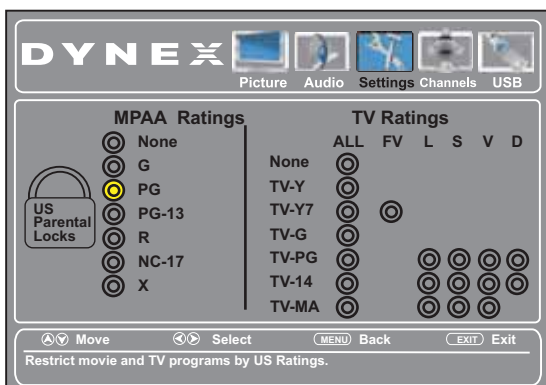 DYNEX
Picture Audio Settings Channels USB
MPAA Ratings
None
G
PG
PG-13
R
NC-17
X
US
Parental
Locks
TV Ratings
ALL FV L S V D
None
TV-Y
TV-Y7
TV-G
TV-PG
TV-14
TV-MA
Move Select MENU Back EXIT Exit
Restrict movie and TV programs by US Ratings.